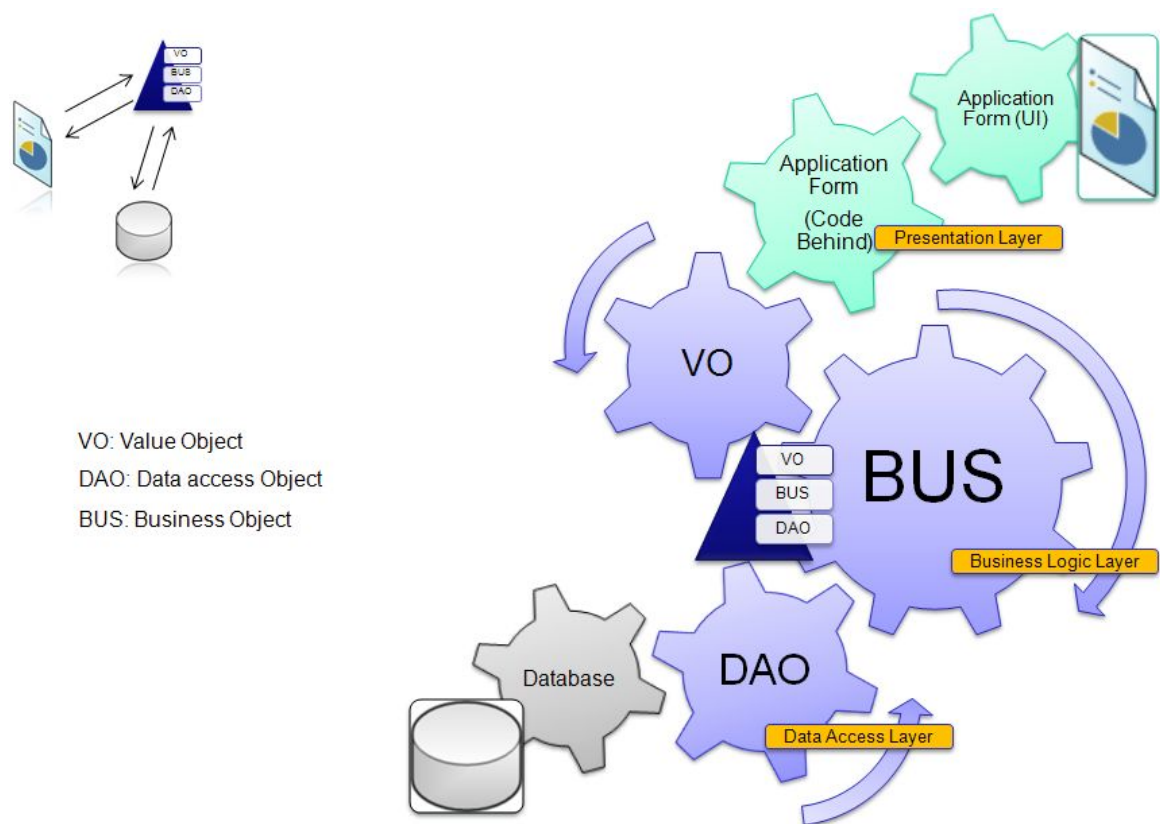 VO
BUS
DAO
Application
Form (UI)
Application
Form
(Code
Behind)
Presentation Layer
VO
VO: Value Object
DAO: Data access Object
BUS: Business Object
VO
BUS
DAO
BUS
Business Logic Layer
Database
DAO
Data Access Layer